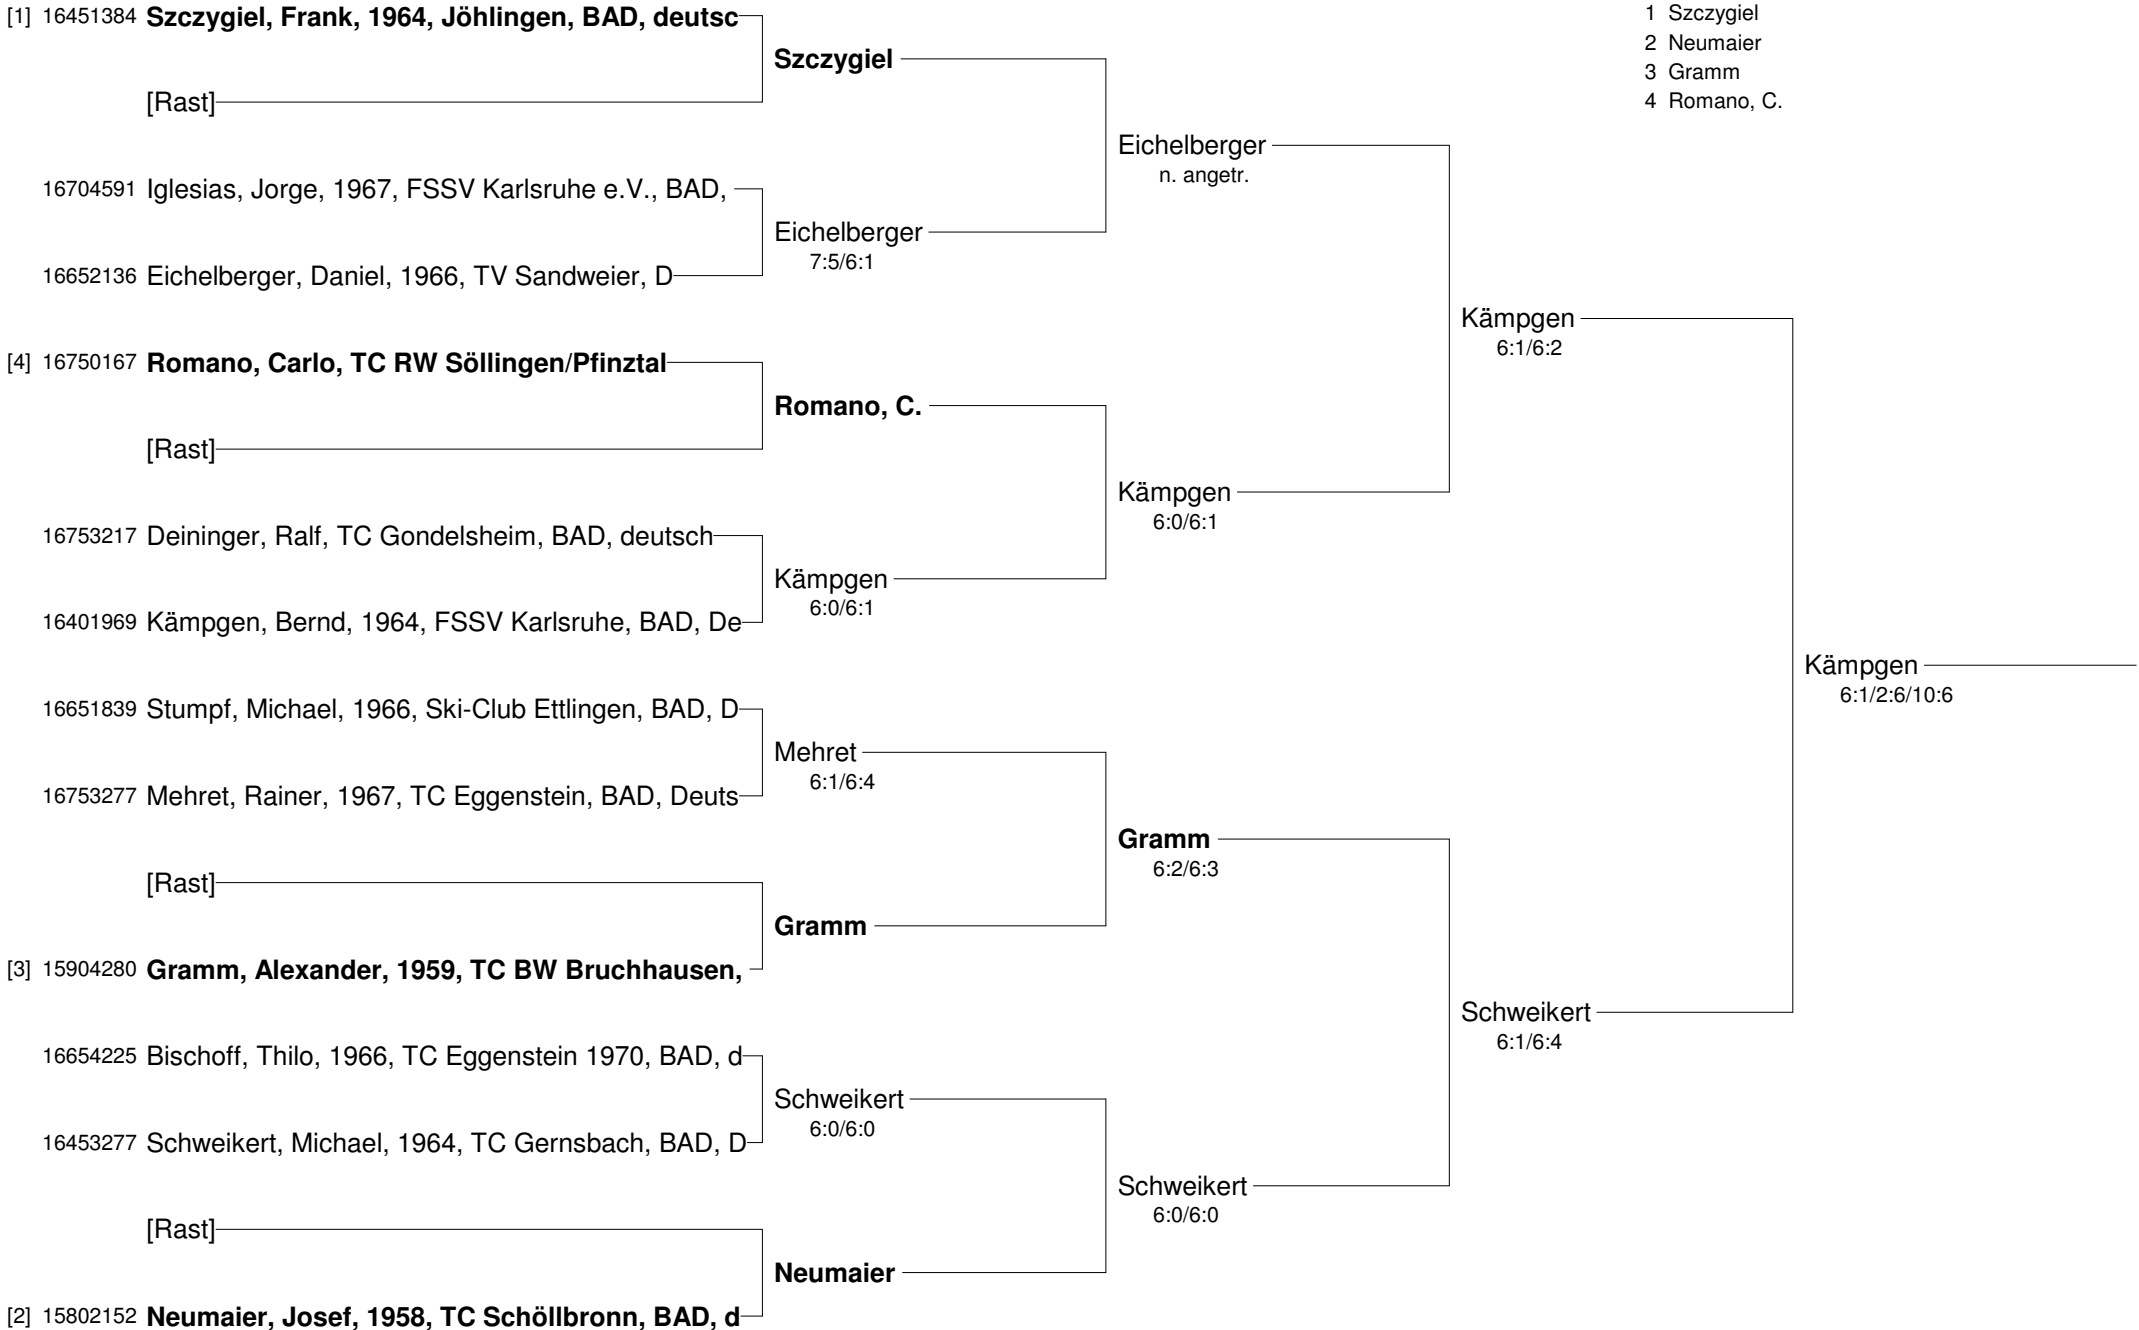 [1] 16451384 Szczygiel, Frank, 1964, Jöhlingen, BAD, deutsc
[Rast]
16704591 Iglesias, Jorge, 1967, FSSV Karlsruhe e.V., BAD,
16652136 Eichelberger, Daniel, 1966, TV Sandweier, D
[4] 16750167 Romano, Carlo, TC RW Söllingen/Pfinztal
[Rast]
16753217 Deininger, Ralf, TC Gondelsheim, BAD, deutsch
16401969 Kämpgen, Bernd, 1964, FSSV Karlsruhe, BAD, De
16651839 Stumpf, Michael, 1966, Ski-Club Ettlingen, BAD, D
16753277 Mehret, Rainer, 1967, TC Eggenstein, BAD, Deuts
[Rast]
[3] 15904280 Gramm, Alexander, 1959, TC BW Bruchhausen,
16654225 Bischoff, Thilo, 1966, TC Eggenstein 1970, BAD, d
16453277 Schweikert, Michael, 1964, TC Gernsbach, BAD, D
[Rast]
[2] 15802152 Neumaier, Josef, 1958, TC Schöllbronn, BAD, d
Szczygiel
Eichelberger
7:5/6:1
Romano, C.
Kämpgen
6:0/6:1
Mehret
6:1/6:4
Gramm
Schweikert
6:0/6:0
Neumaier
Eichelberger
n. angetr.
Kämpgen
6:0/6:1
Gramm
6:2/6:3
Schweikert
6:0/6:0
Kämpgen
6:1/6:2
Schweikert
6:1/6:4
Kämpgen
6:1/2:6/10:6
1 Szczygiel
2 Neumaier
3 Gramm
4 Romano, C.